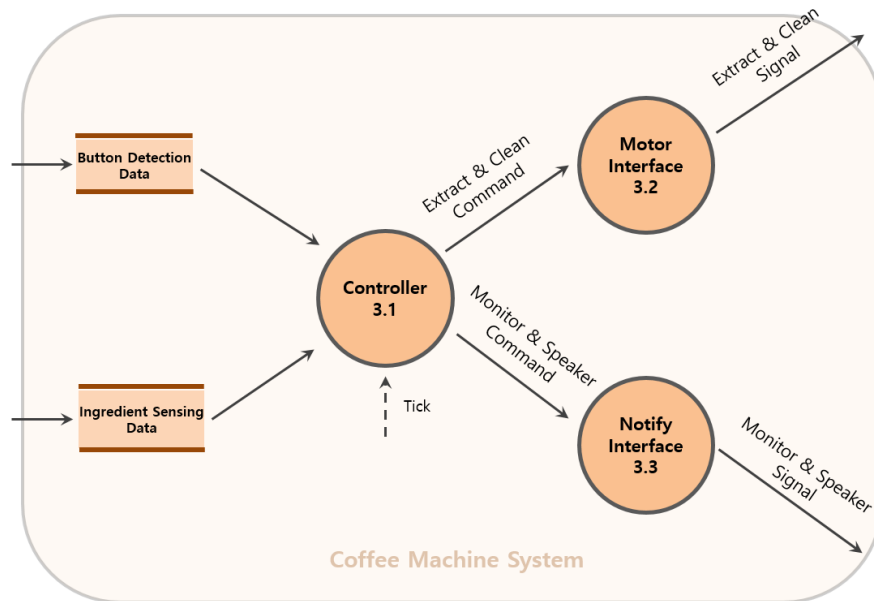 Button Detection
Data
Ingredient Sensing
Data
Controller
3.1
Tick
Extract & Clean
Command
Monitor & Speaker
Command
Motor
Interface
3.2
Notify
Interface
3.3
Extract & Clean
Signal
Monitor & Speaker
Signal
Coffee Machine System